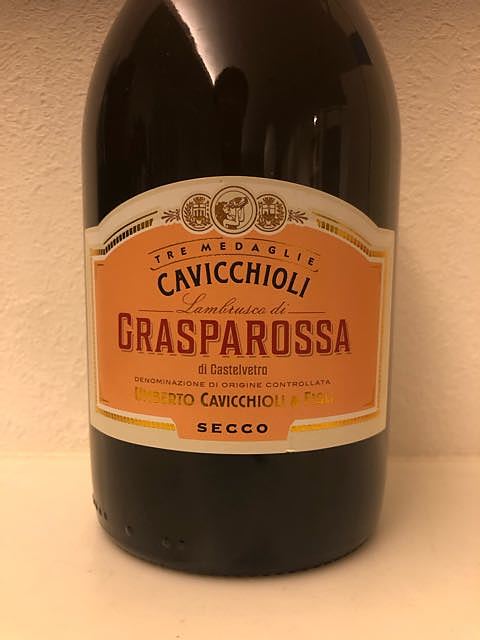 TRE MEDAGLIE
CAVICCHIOLI
Lambrusco di
GRASPAROSSA
di Castelvetro
DENOMINAZIONE DI ORIGINE CONTROLLATA
UMBERTO CAVICCHIOLI & FIGLI
SECCO